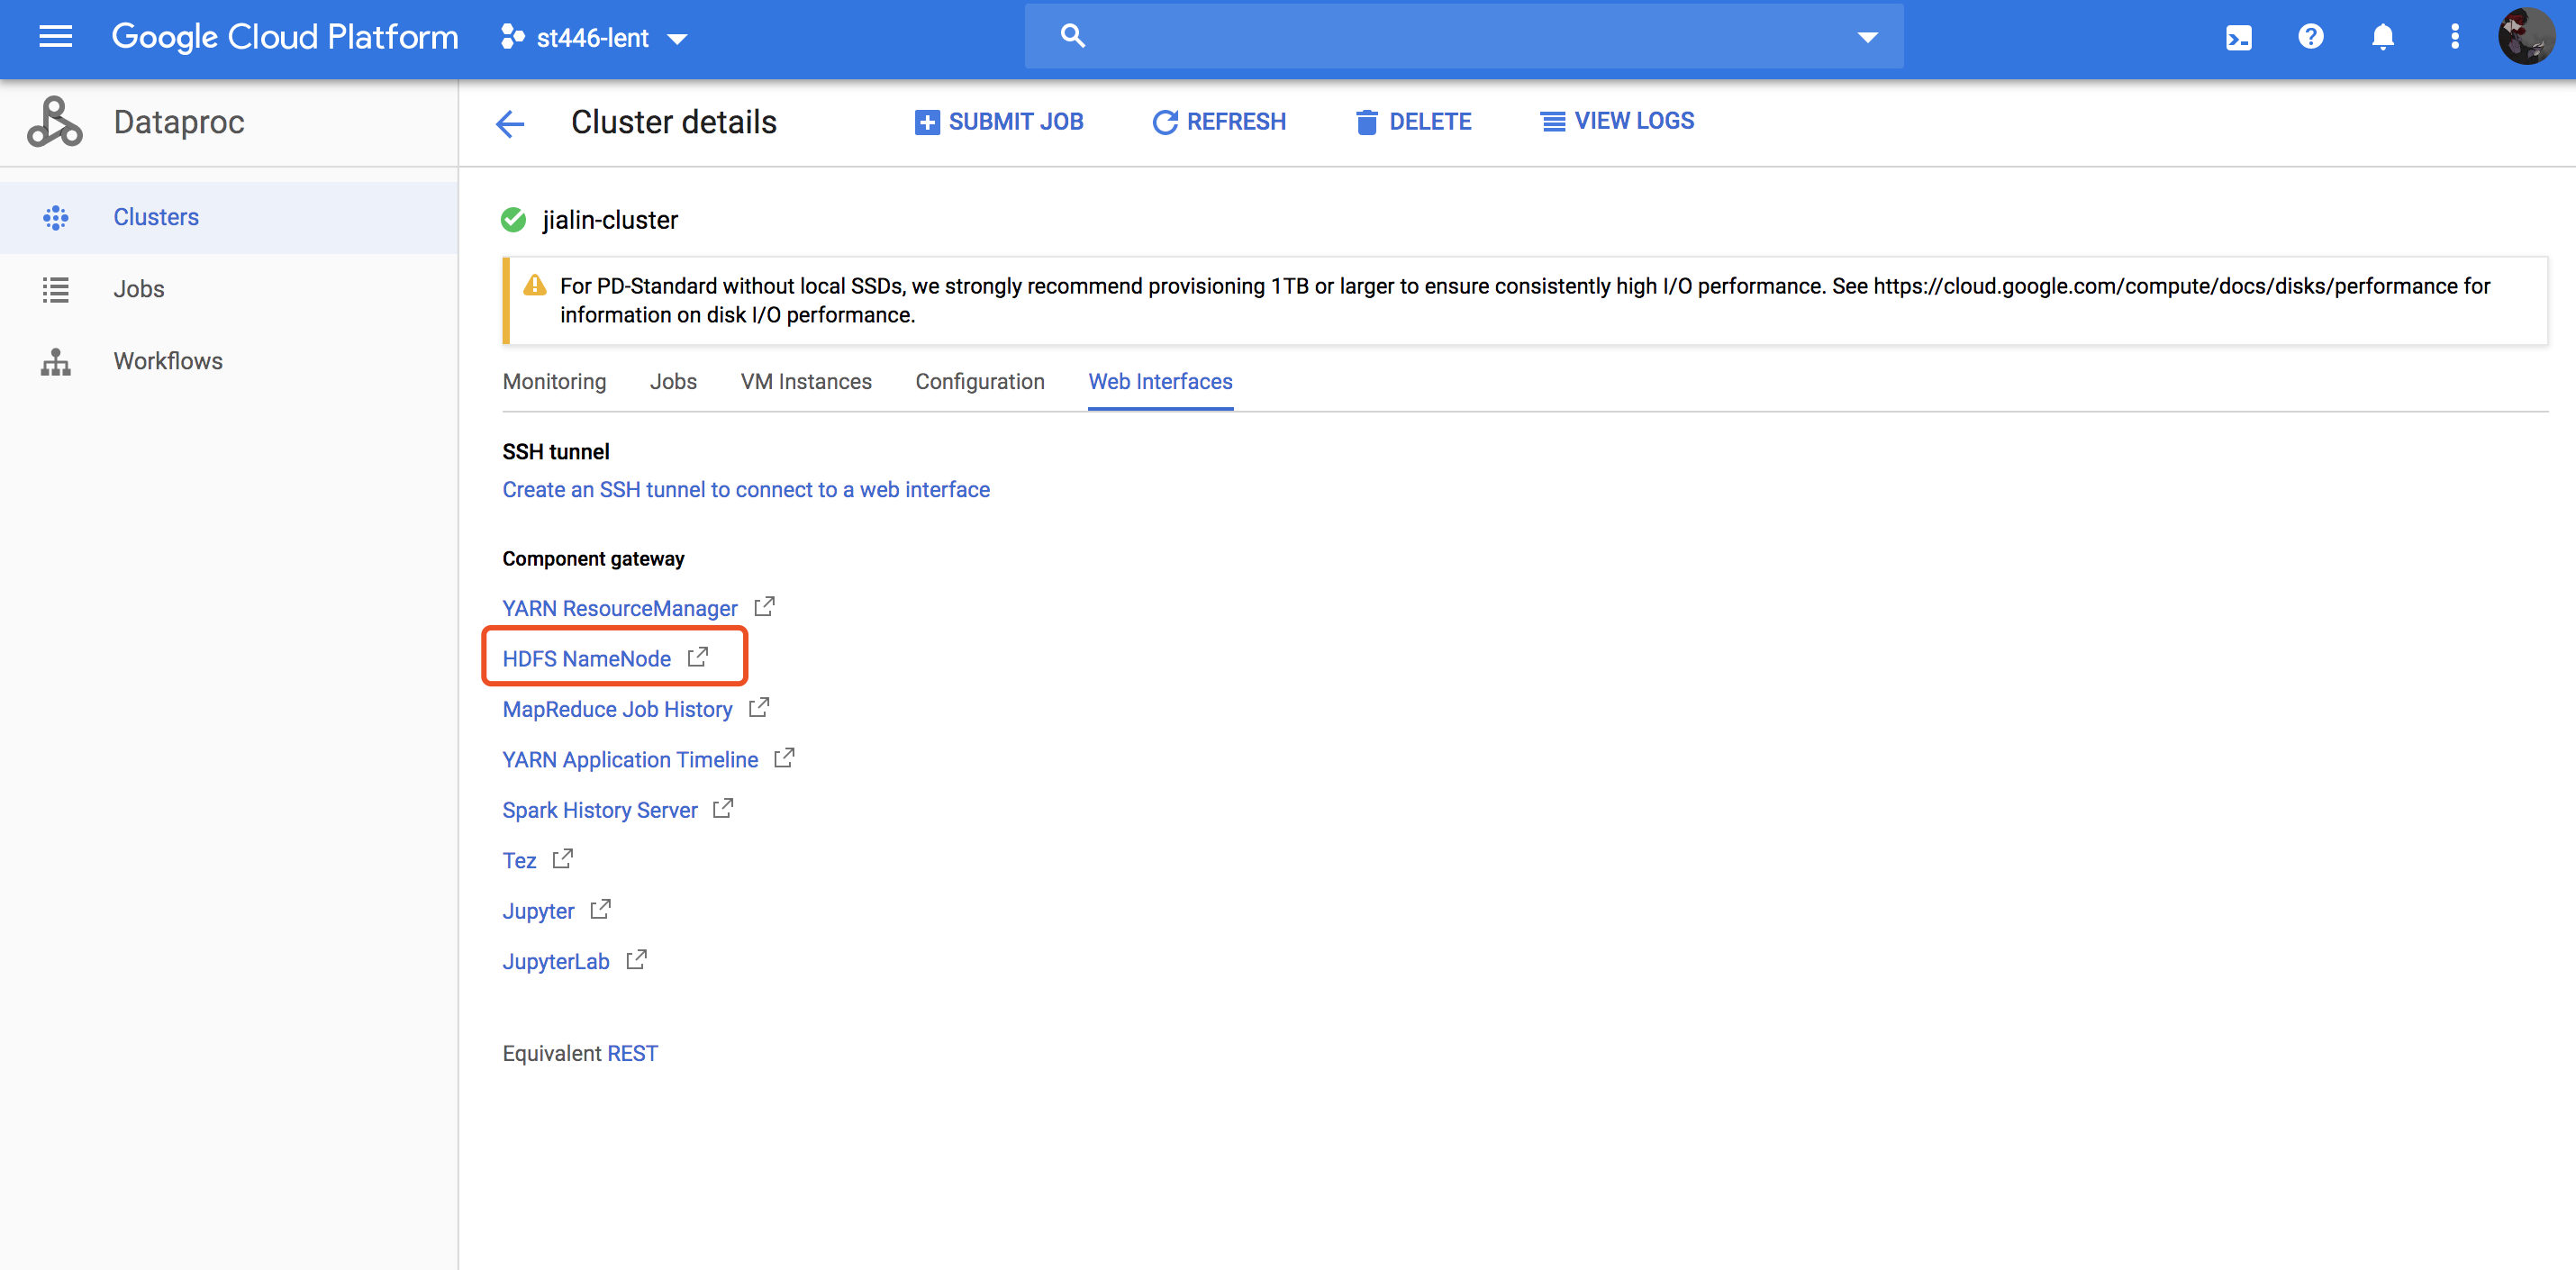 Google Cloud Platform
st446-lent
Dataproc
Cluster details
SUBMIT JOB
REFRESH
DELETE
VIEW LOGS
Clusters
Jobs
Workflows
jialin-cluster
For PD-Standard without local SSDs, we strongly recommend provisioning 1TB or larger to ensure consistently high I/O performance. See https://cloud.google.com/compute/docs/disks/performance for
information on disk I/O performance.
Monitoring
Jobs
VM Instances
Configuration
Web Interfaces
SSH tunnel
Create an SSH tunnel to connect to a web interface
Component gateway
YARN ResourceManager
HDFS NameNode
MapReduce Job History
YARN Application Timeline
Spark History Server
Tez
Jupyter
JupyterLab
Equivalent REST